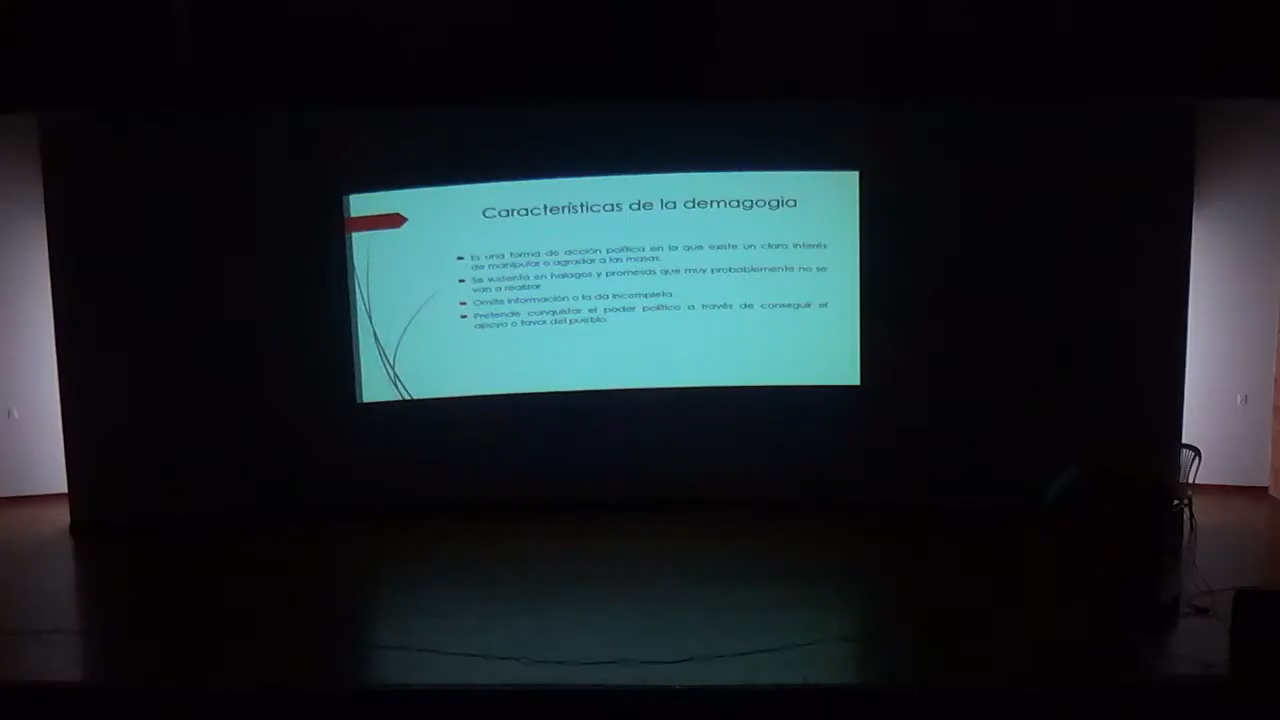 Características de la demagogia
Es una forma de acción política en la que existe un claro interés
de manipular o agradar a las masas.
Se sustenta en halagos y promesas que muy probablemente no se
van a realizar
Omite información o la da incompleta
Pretende conquistar el poder político a través de conseguir el
apoyo o favor del pueblo.